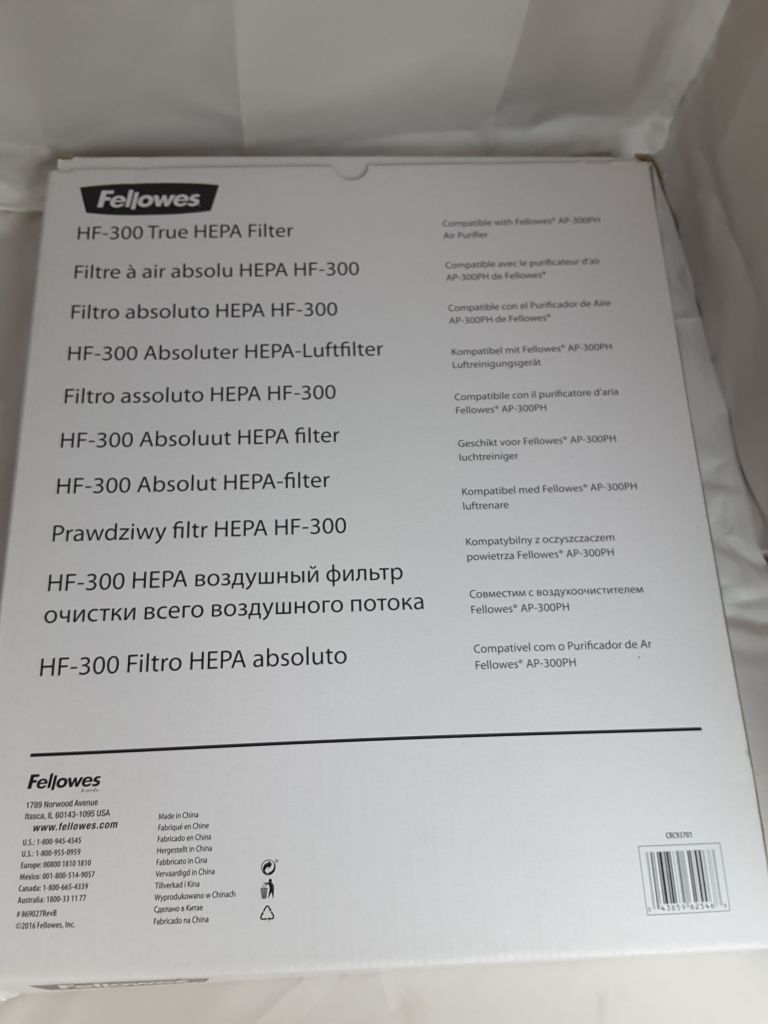 Fellowes
HF-300 True HEPA Filter
Filtre à air absolu HEPA HF-300
Filtro absoluto HEPA HF-300
HF-300 Absoluter HEPA-Luftfilter
Filtro assoluto HEPA HF-300
HF-300 Absoluut HEPA filter
HF-300 Absolut HEPA-filter
Prawdziwy filtr HEPA HF-300
HF-300 HEPA воздушный фильтр
очистки всего воздушного потока
HF-300 Filtro HEPA absoluto
Compatible with Fellowes® AP-300PH
Air Purifier
Compatible avec le purificateur d'air
AP-300PH de Fellowes®
Compatible con el Purificador de Aire
AP-300PH de Fellowes®
Kompatibel mit Fellowes® AP-300PH
Luftreinigungsgerät
Compatibile con il purificatore d'aria
Fellowes® AP-300PH
Geschikt voor Fellowes® AP-300PH
luchtreiniger
Kompatibel med Fellowes® AP-300PH
luftrenare
Kompatybilny z oczyszczaczem
powietrza Fellowes® AP-300PH
Совместим с воздухоочистителем
Fellowes® AP-300PH
Compatível com o Purificador de Ar
Fellowes® AP-300PH
Fellowes
brands
1789 Norwood Avenue
Itasca, IL 60143-1095 USA
www.fellowes.com
U.S.: 1-800-945-4545
U.S.: 1-800-955-0959
Europe: 00800 1810 1810
Mexico: 001-800-514-9057
Canada: 1-800-665-4339
Australia: 1800-33 11 77
# 869027RevB
©2016 Fellowes, Inc.
Made in China
Fabriqué en Chine
Fabricado en China
Hergestellt in China
Fabbricato in Cina
Vervaardigd in China
Tillverkad i Kina
Wyprodukowano w Chinach
Сделано в Китае
Fabricado na China
CRC93701
0 43859 62546 8
Fellowes